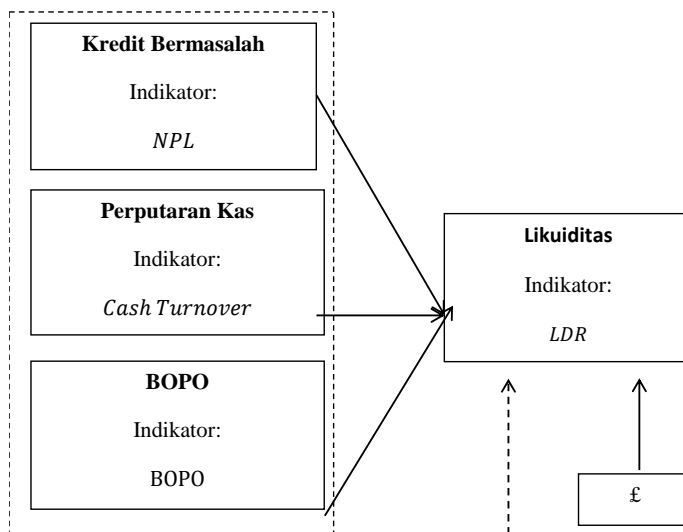 Kredit Bermasalah
Indikator:
NPL
Perputaran Kas
Indikator:
Cash Turnover
BOPO
Indikator:
BOPO
Likuiditas
Indikator:
LDR
£